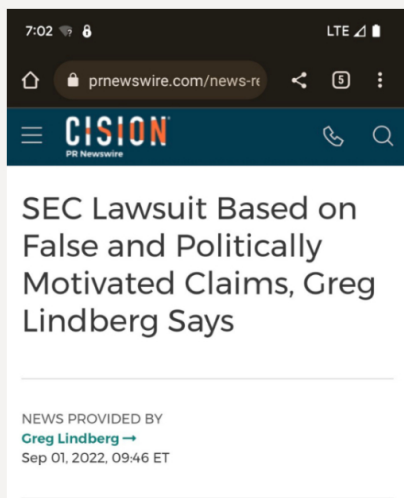 7:02 LTE
prnewswire.com/news-re 5
CISION
PR Newswire
SEC Lawsuit Based on
False and Politically
Motivated Claims, Greg
Lindberg Says
NEWS PROVIDED BY
Greg Lindberg →
Sep 01, 2022, 09:46 ET